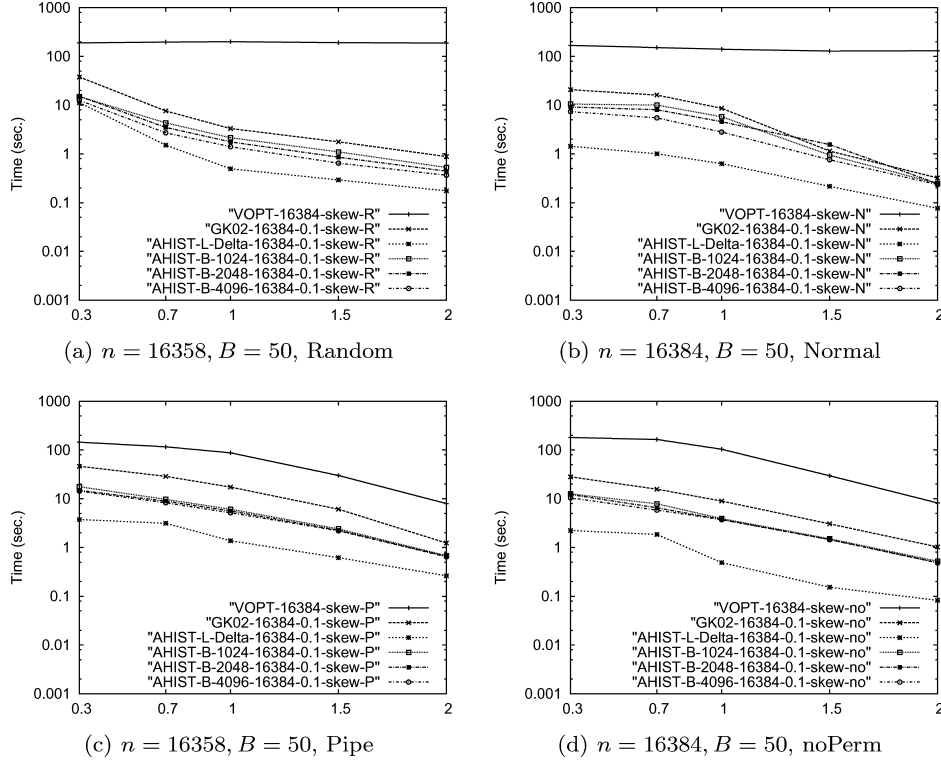 1000
100
10
1
0.1
0.01
0.001
Time (sec.)
"VOPT-16384-skew-R"
"GK02-16384-0.1-skew-R"
"AHIST-L-Delta-16384-0.1-skew-R"
"AHIST-B-1024-16384-0.1-skew-R"
"AHIST-B-2048-16384-0.1-skew-R"
"AHIST-B-4096-16384-0.1-skew-R"
0.3 0.7 1 1.5 2
(a) n = 16358, B = 50, Random
1000
100
10
1
0.1
0.01
0.001
Time (sec.)
"VOPT-16384-skew-N"
"GK02-16384-0.1-skew-N"
"AHIST-L-Delta-16384-0.1-skew-N"
"AHIST-B-1024-16384-0.1-skew-N"
"AHIST-B-2048-16384-0.1-skew-N"
"AHIST-B-4096-16384-0.1-skew-N"
0.3 0.7 1 1.5 2
(b) n = 16384, B = 50, Normal
1000
100
10
1
0.1
0.01
0.001
Time (sec.)
"VOPT-16384-skew-P"
"GK02-16384-0.1-skew-P"
"AHIST-L-Delta-16384-0.1-skew-P"
"AHIST-B-1024-16384-0.1-skew-P"
"AHIST-B-2048-16384-0.1-skew-P"
"AHIST-B-4096-16384-0.1-skew-P"
0.3 0.7 1 1.5 2
(c) n = 16358, B = 50, Pipe
1000
100
10
1
0.1
0.01
0.001
Time (sec.)
"VOPT-16384-skew-no"
"GK02-16384-0.1-skew-no"
"AHIST-L-Delta-16384-0.1-skew-no"
"AHIST-B-1024-16384-0.1-skew-no"
"AHIST-B-2048-16384-0.1-skew-no"
"AHIST-B-4096-16384-0.1-skew-no"
0.3 0.7 1 1.5 2
(d) n = 16384, B = 50, noPerm